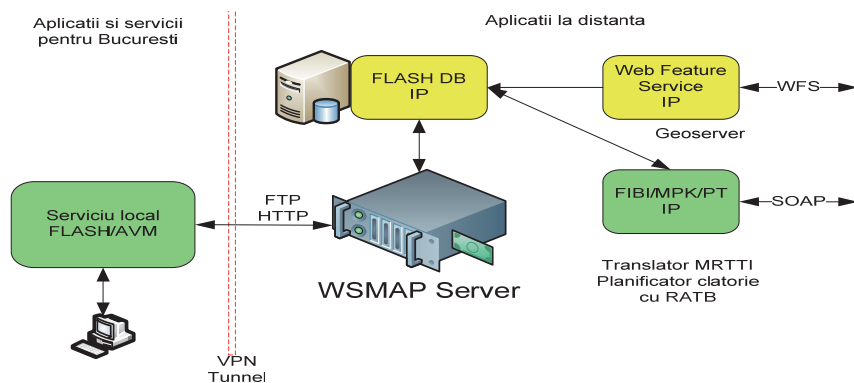 Aplicatii si servicii
pentru Bucuresti
Aplicatii la distanta
FLASH DB
IP
Web Feature
Service
IP
WFS
Geoserver
FTP
HTTP
Serviciu local
FLASH/AVM
FIBI/MPK/PT
IP
SOAP
WSMAP Server
Translator MRTTI
Planificator clatorie
cu RATB
VPN
Tunnel